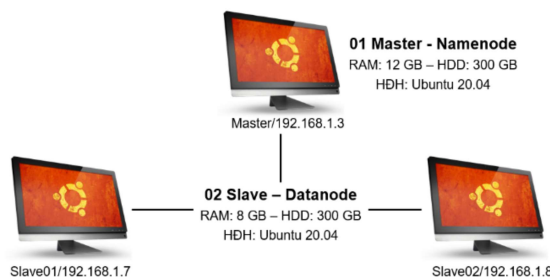 01 Master - Namenode
RAM: 12 GB – HDD: 300 GB
HĐH: Ubuntu 20.04
Master/192.168.1.3
02 Slave – Datanode
RAM: 8 GB – HDD: 300 GB
HĐH: Ubuntu 20.04
Slave01/192.168.1.7
Slave02/192.168.1.8